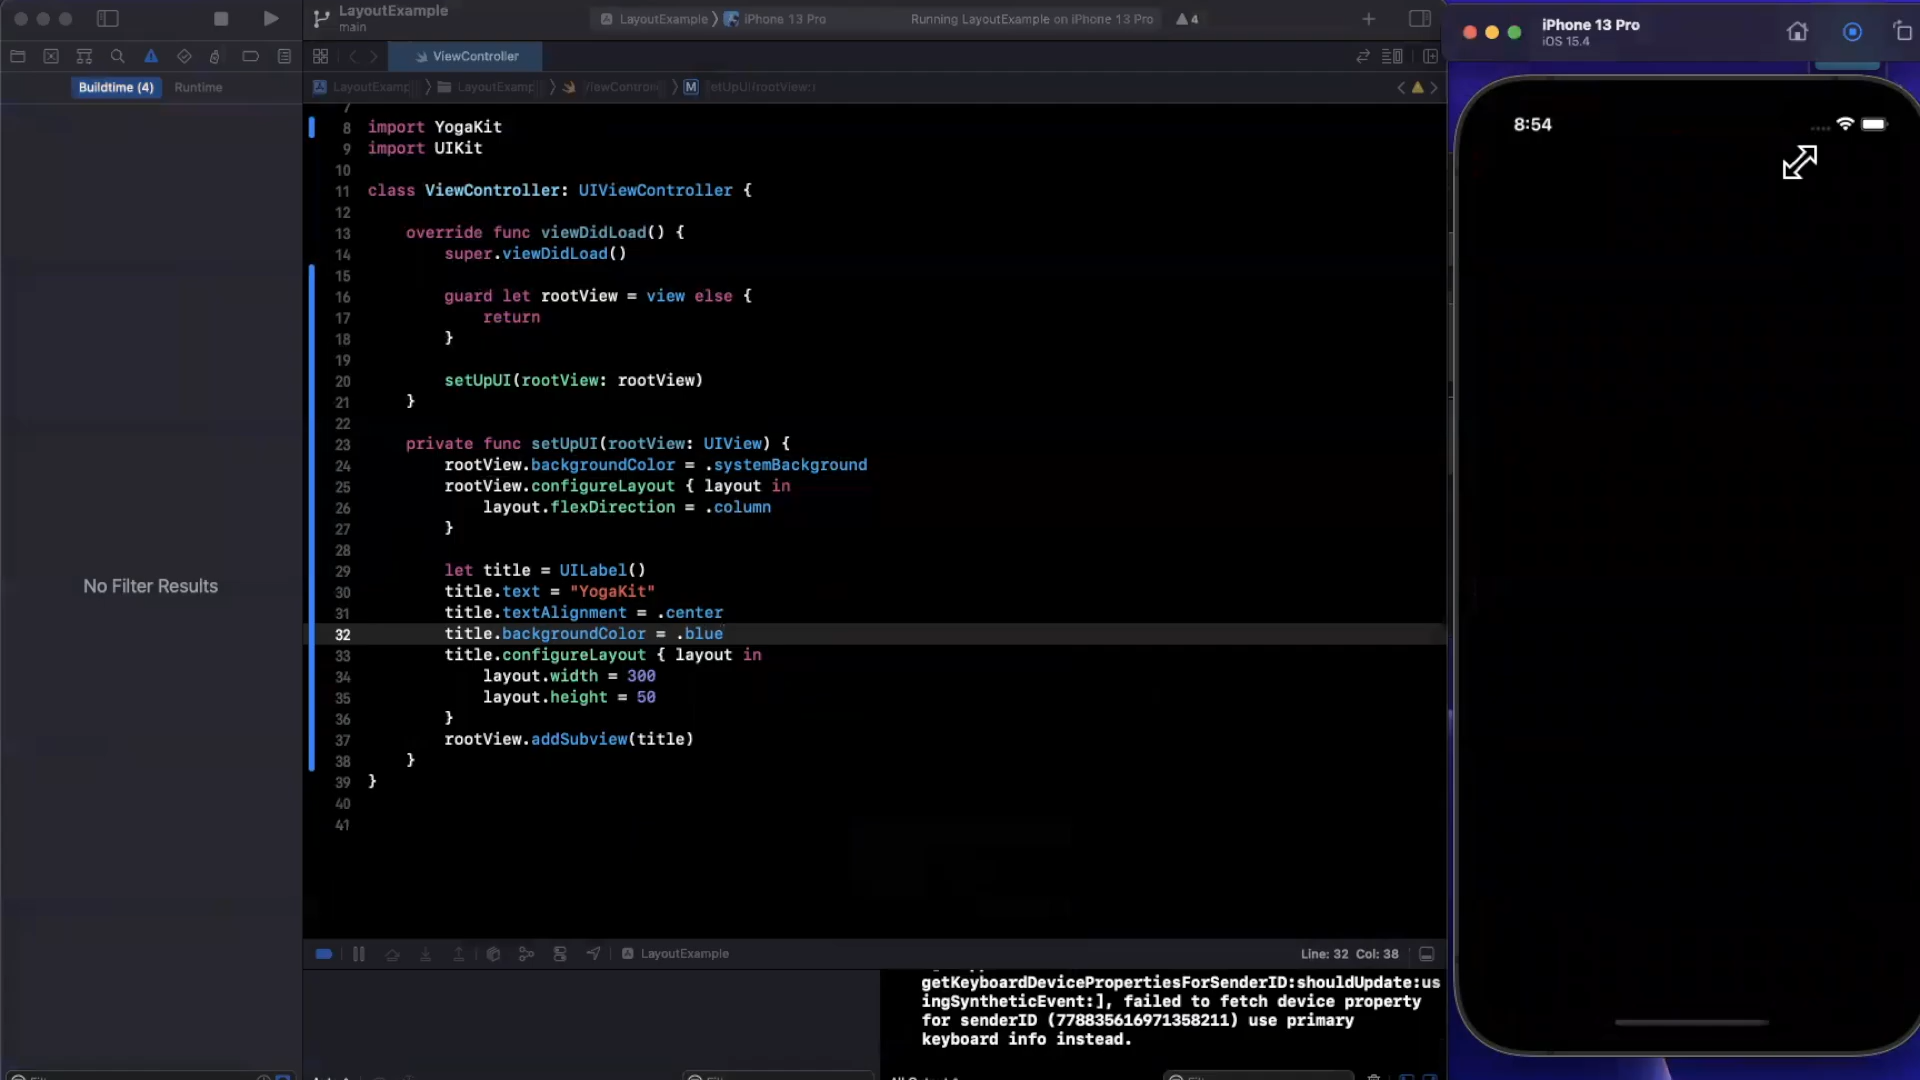 LayoutExample
main
LayoutExample
iPhone 13 Pro
Running LayoutExample on iPhone 13 Pro
4
iPhone 13 Pro
iOS 15.4
ViewController
Buildtime (4)
Runtime
8:54
8 import YogaKit
9 import UIKit
10
11 class ViewController: UIViewController {
12
13 override func viewDidLoad() {
14 super.viewDidLoad()
15
16 guard let rootView = view else {
17 return
18 }
19
20 setUpUI(rootView: rootView)
21 }
22
23 private func setUpUI(rootView: UIView) {
24 rootView.backgroundColor = .systemBackground
25 rootView.configureLayout { layout in
26 layout.flexDirection = .column
27 }
28
29 let title = UILabel()
30 title.text = "YogaKit"
31 title.textAlignment = .center
32 title.backgroundColor = .blue
33 title.configureLayout { layout in
34 layout.width = 300
35 layout.height = 50
36 }
37 rootView.addSubview(title)
38 }
39 }
40
41
No Filter Results
LayoutExample
Line: 32 Col: 38
getKeyboardDevicePropertiesForSenderID:shouldUpdate:us
ingSyntheticEvent:], failed to fetch device property
for senderID (778835616971358211) use primary
keyboard info instead.